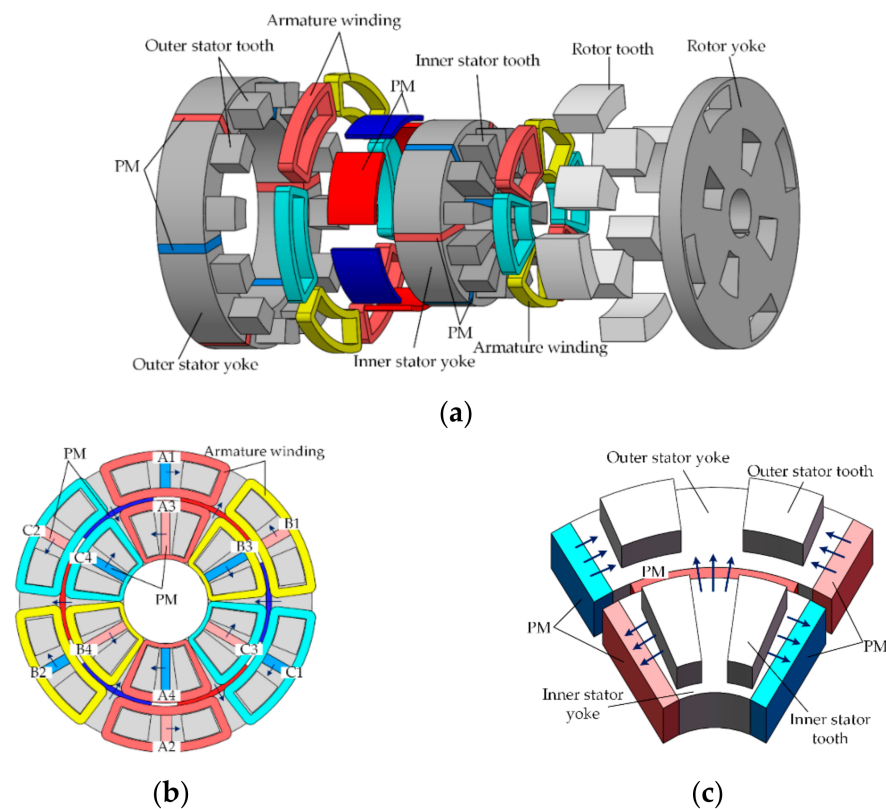 Armature winding
Outer stator tooth
PM
Inner stator tooth
Rotor tooth
Rotor yoke
PM
PM
Outer stator yoke
Inner stator yoke
Armature winding
(a)
PM
A1
Armature winding
C2
A3
B1
C4
B3
PM
B4
C3
B2
A4
C1
A2
(b)
Outer stator yoke
Outer stator tooth
PM
PM
PM
Inner stator
yoke
Inner stator
tooth
(c)